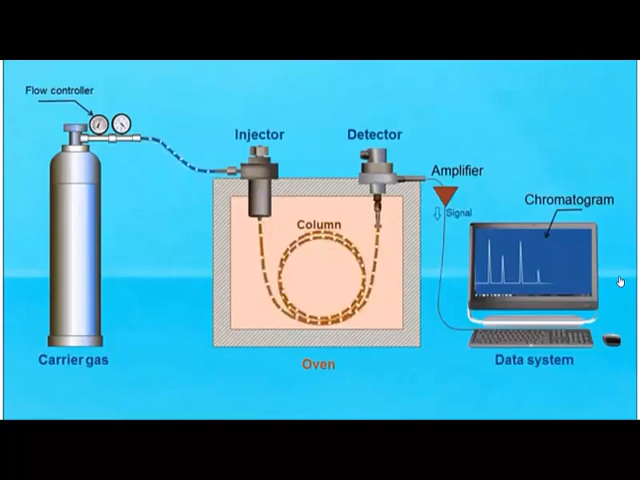 Flow controller
Injector
Detector
Amplifier
Signal
Chromatogram
Column
Carrier gas
Oven
Data system